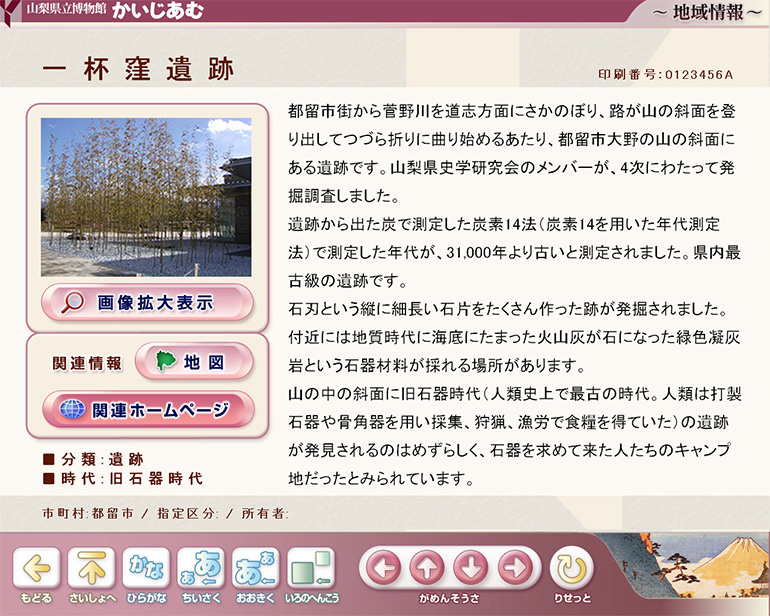 山梨県立博物館 かいじあむ
～ 地域情報 ～
一杯窪遺跡
印刷番号:0123456A
都留市街から菅野川を道志方面にさかのぼり、路が山の斜面を登
り出してつづら折りに曲り始めるあたり、都留市大野の山の斜面に
ある遺跡です。山梨県史学研究会のメンバーが、4次にわたって発
掘調査しました。
遺跡から出た炭で測定した炭素14法（炭素14を用いた年代測定
法）で測定した年代が、31,000年より古いと測定されました。県内最
古級の遺跡です。
石刃という縦に細長い石片をたくさん作った跡が発掘されました。
付近には地質時代に海底にたまった火山灰が石になった緑色凝灰
岩という石器材料が採れる場所があります。
山の中の斜面に旧石器時代（人類史上で最古の時代。人類は打製
石器や骨角器を用い採集、狩猟、漁労で食糧を得ていた）の遺跡
が発見されるのはめずらしく、石器を求めて来た人たちのキャンプ
地だったとみられています。
画像拡大表示
関連情報
地図
関連ホームページ
■分類:遺跡
■時代:旧石器時代
市町村:都留市 / 指定区分: / 所有者:
かな
あ あ
あ あ
もどる さいしょへ ひらがな ちいさく おおきく いろのへんこう がめんそうさ りせっと